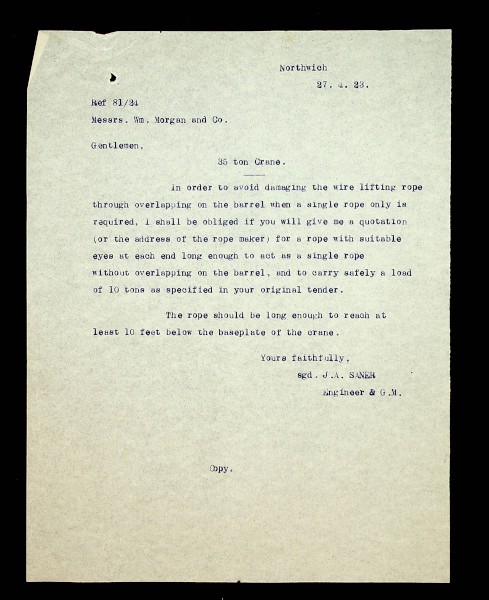 Northwich
27. 4. 23.
Ref 81/24
Messrs. Wm. Morgan and Co.
Gentlemen,
35 ton Crane.
In order to avoid damaging the wire lifting rope
through overlapping on the barrel when a single rope only is
required, I shall be obliged if you will give me a quotation
(or the address of the rope maker) for a rope with suitable
eyes at each end long enough to act as a single rope
without overlapping on the barrel, and to carry safely a load
of 10 tons as specified in your original tender.
The rope should be long enough to reach at
least 10 feet below the baseplate of the crane.
Yours faithfully,
sgd. J.A. SANER
Engineer & G.M.
Copy.